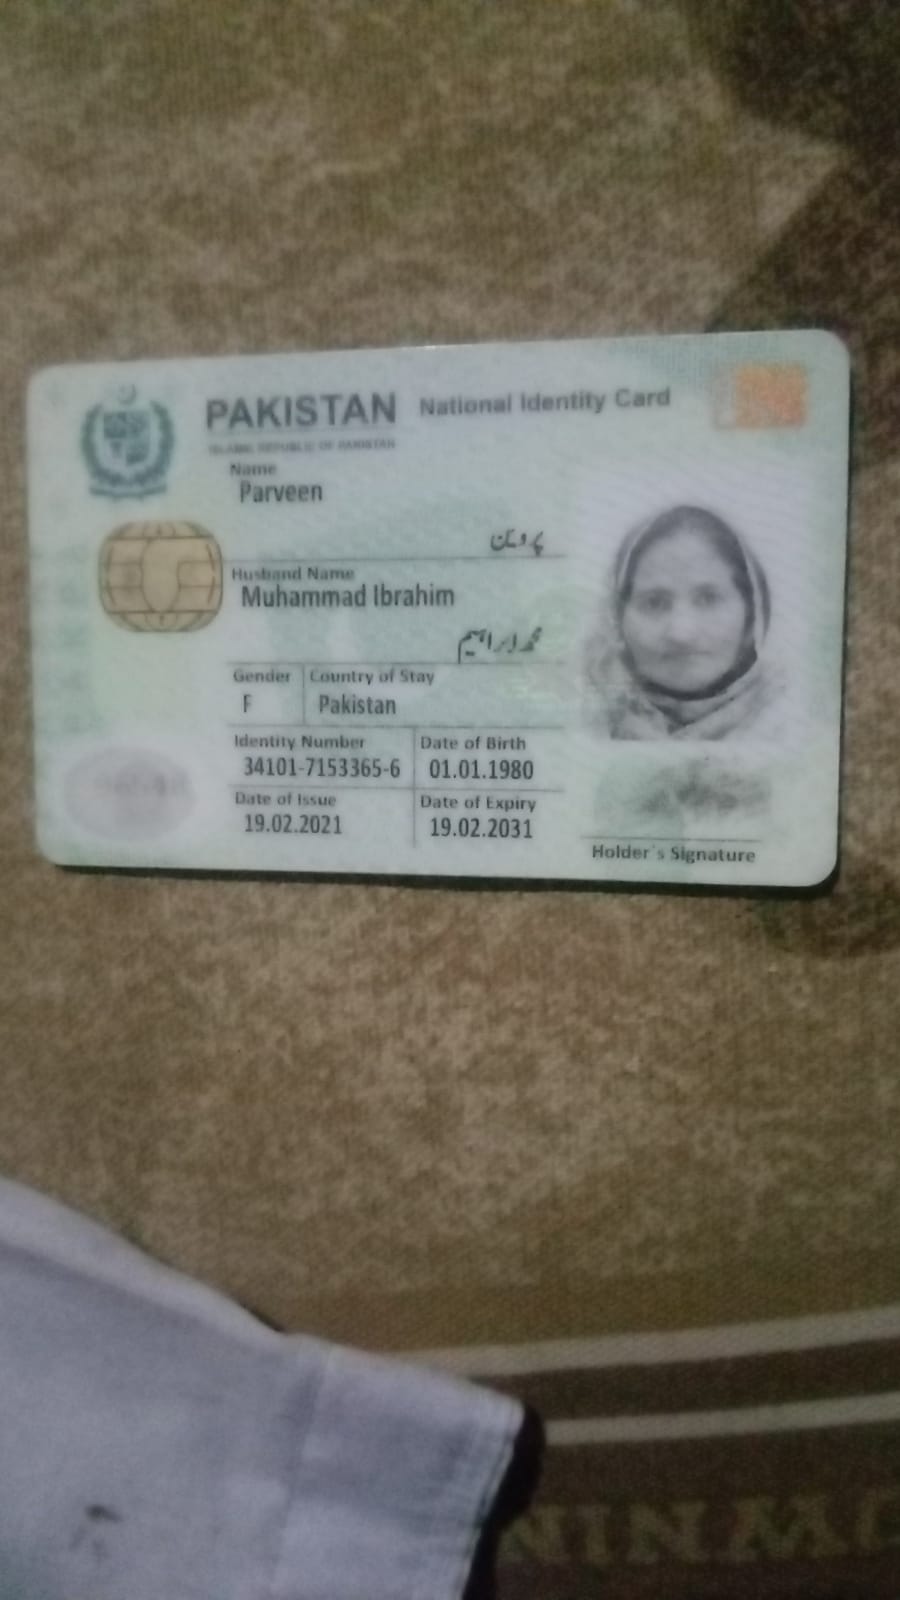 PAKISTAN National Identity Card
ISLAMIC REPUBLIC OF PAKISTAN
Name
Parveen
پروین
Husband Name
Muhammad Ibrahim
محمد ابراہیم
Gender Country of Stay
F Pakistan
Identity Number Date of Birth
34101-7153365-6 01.01.1980
Date of Issue Date of Expiry
19.02.2021 19.02.2031
Holder's Signature